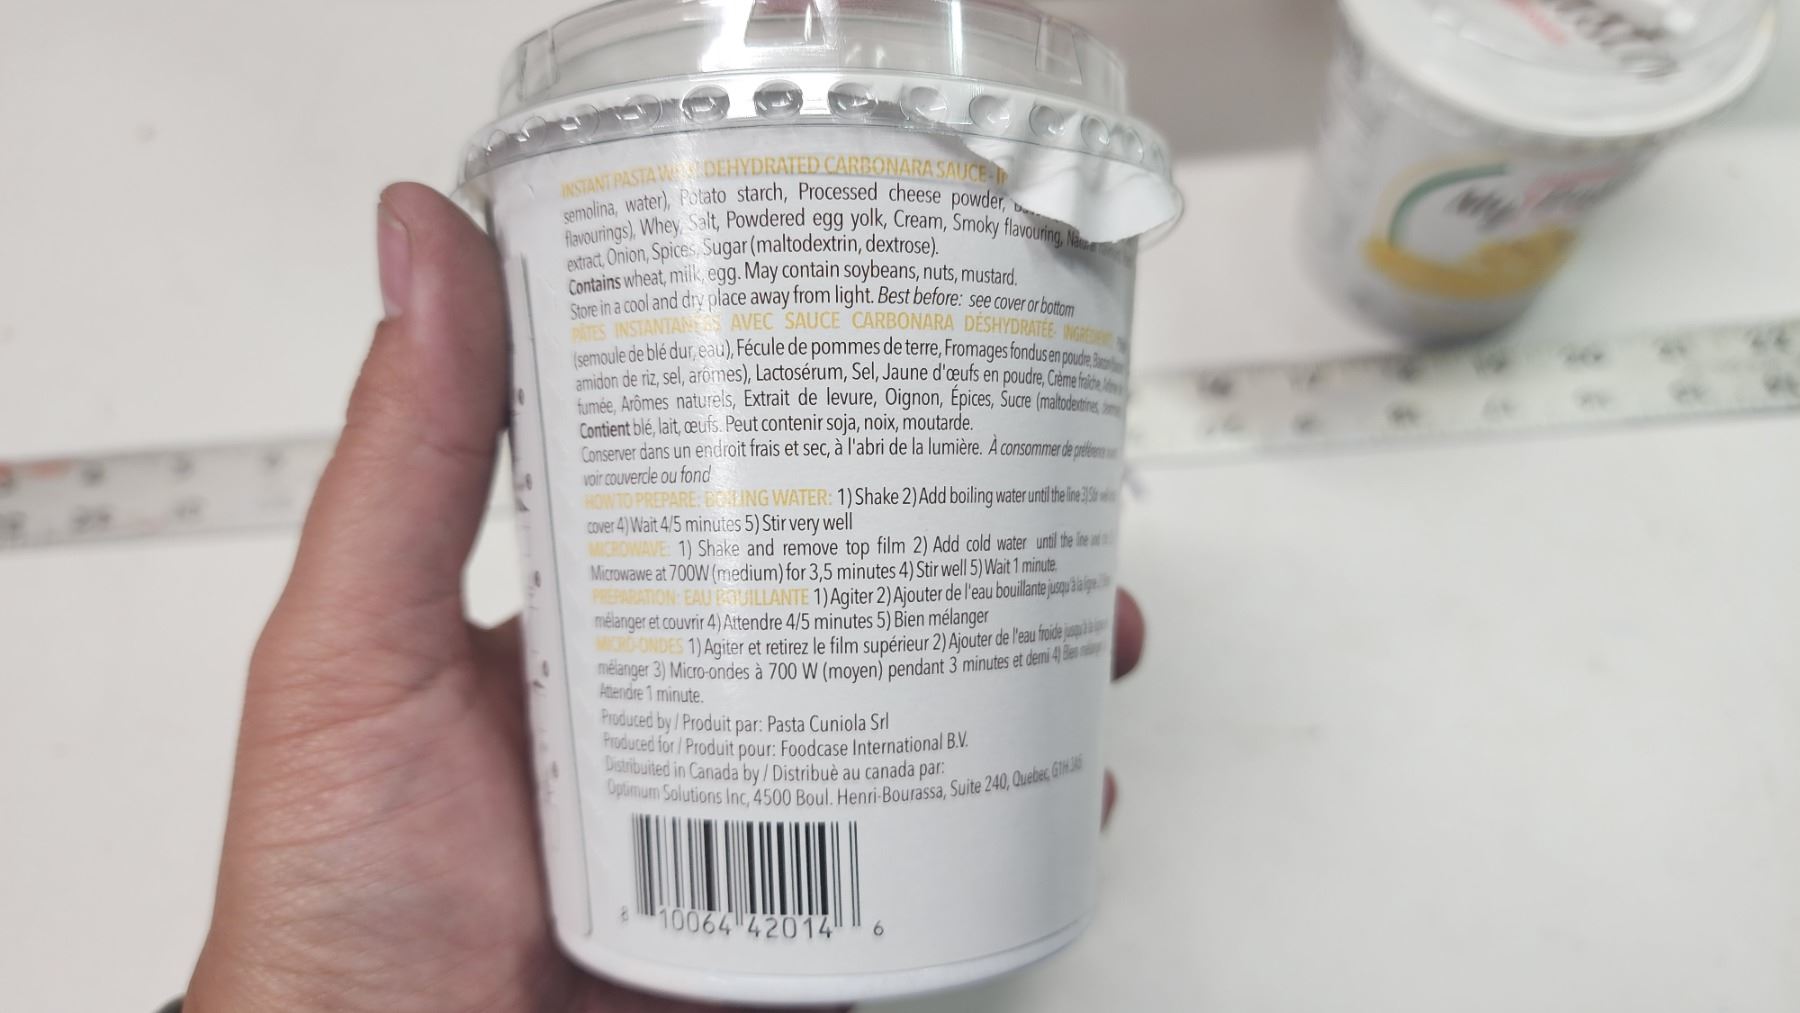 INSTANT PASTA WITH DEHYDRATED CARBONARA SAUCE-
semolina, water), Potato starch, Processed cheese powder,
flavourings), Whey, Salt, Powdered egg yolk, Cream, Smoky flavouring,
extract, Onion, Spices, Sugar (maltodextrin, dextrose).
Contains wheat, milk, egg. May contain soybeans, nuts, mustard.
Store in a cool and dry place away from light. Best before: see cover or bottom
PÂTES INSTANTANÉES AVEC SAUCE CARBONARA DÉSHYDRATÉE-
(semoule de blé dur, eau), Fécule de pommes de terre, Fromages fondus en poudre,
amidon de riz, sel, arômes), Lactosérum, Sel, Jaune d'œufs en poudre, Crème fraîche,
fumée, Arômes naturels, Extrait de levure, Oignon, Épices, Sucre (maltodextrines,
Contient blé, lait, œufs. Peut contenir soja, noix, moutarde.
Conserver dans un endroit frais et sec, à l'abri de la lumière. À consommer de préférence
voir couvercle ou fond
HOW TO PREPARE: BOILING WATER: 1) Shake 2) Add boiling water until the line 3) Stir
cover 4) Wait 4/5 minutes 5) Stir very well
MICROWAVE: 1) Shake and remove top film 2) Add cold water until the line
Microwawe at 700W (medium) for 3,5 minutes 4) Stir well 5) Wait 1 minute.
PREPARATION: EAU BOUILLANTE 1) Agiter 2) Ajouter de l'eau bouillante jusqu'à la ligne
mélanger et couvrir 4) Attendre 4/5 minutes 5) Bien mélanger
MICRO-ONDES 1) Agiter et retirez le film supérieur 2) Ajouter de l'eau froide jusqu'à la ligne
mélanger 3) Micro-ondes à 700 W (moyen) pendant 3 minutes et demi 4) Bien mélanger
Attendre 1 minute.
Produced by / Produit par: Pasta Cuniola Srl
Produced for / Produit pour: Foodcase International B.V.
Distribuited in Canada by / Distribuè au canada par:
Optimum Solutions Inc, 4500 Boul. Henri-Bourassa, Suite 240, Quebec, G1H 3A5
8 10064 42014 6
My